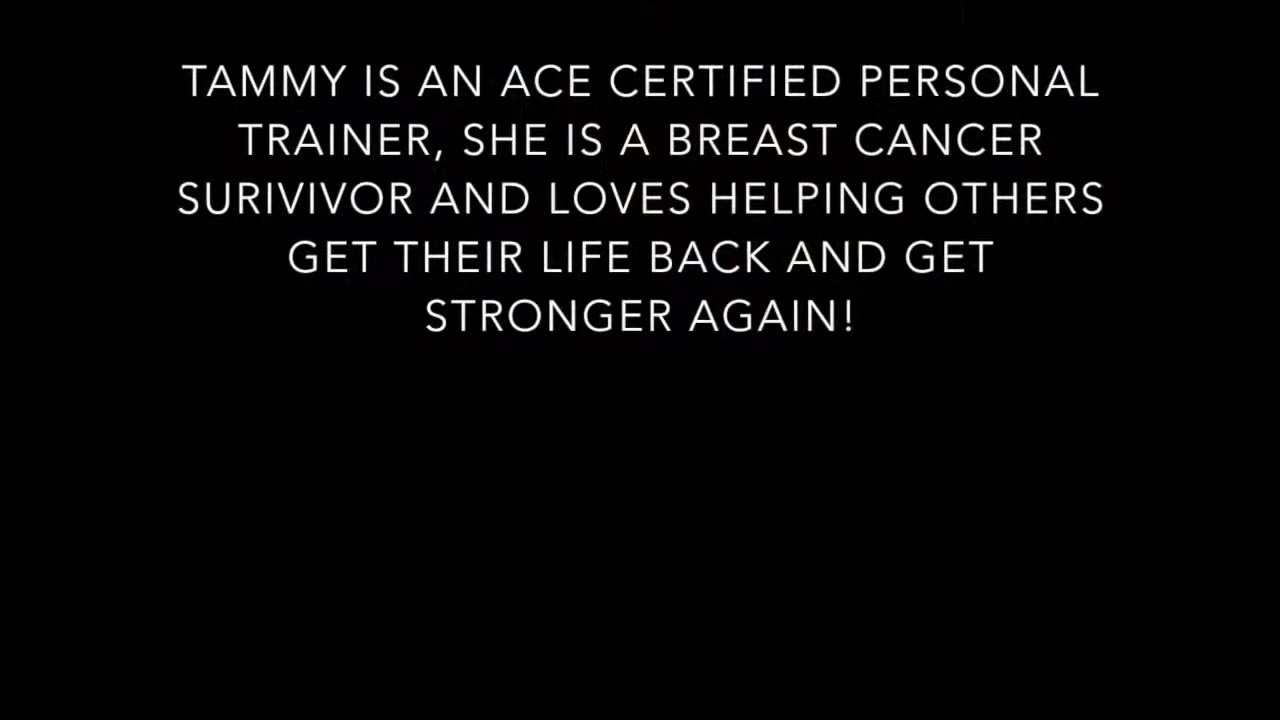 TAMMY IS AN ACE CERTIFIED PERSONAL
TRAINER, SHE IS A BREAST CANCER
SURIVIVOR AND LOVES HELPING OTHERS
GET THEIR LIFE BACK AND GET
STRONGER AGAIN!